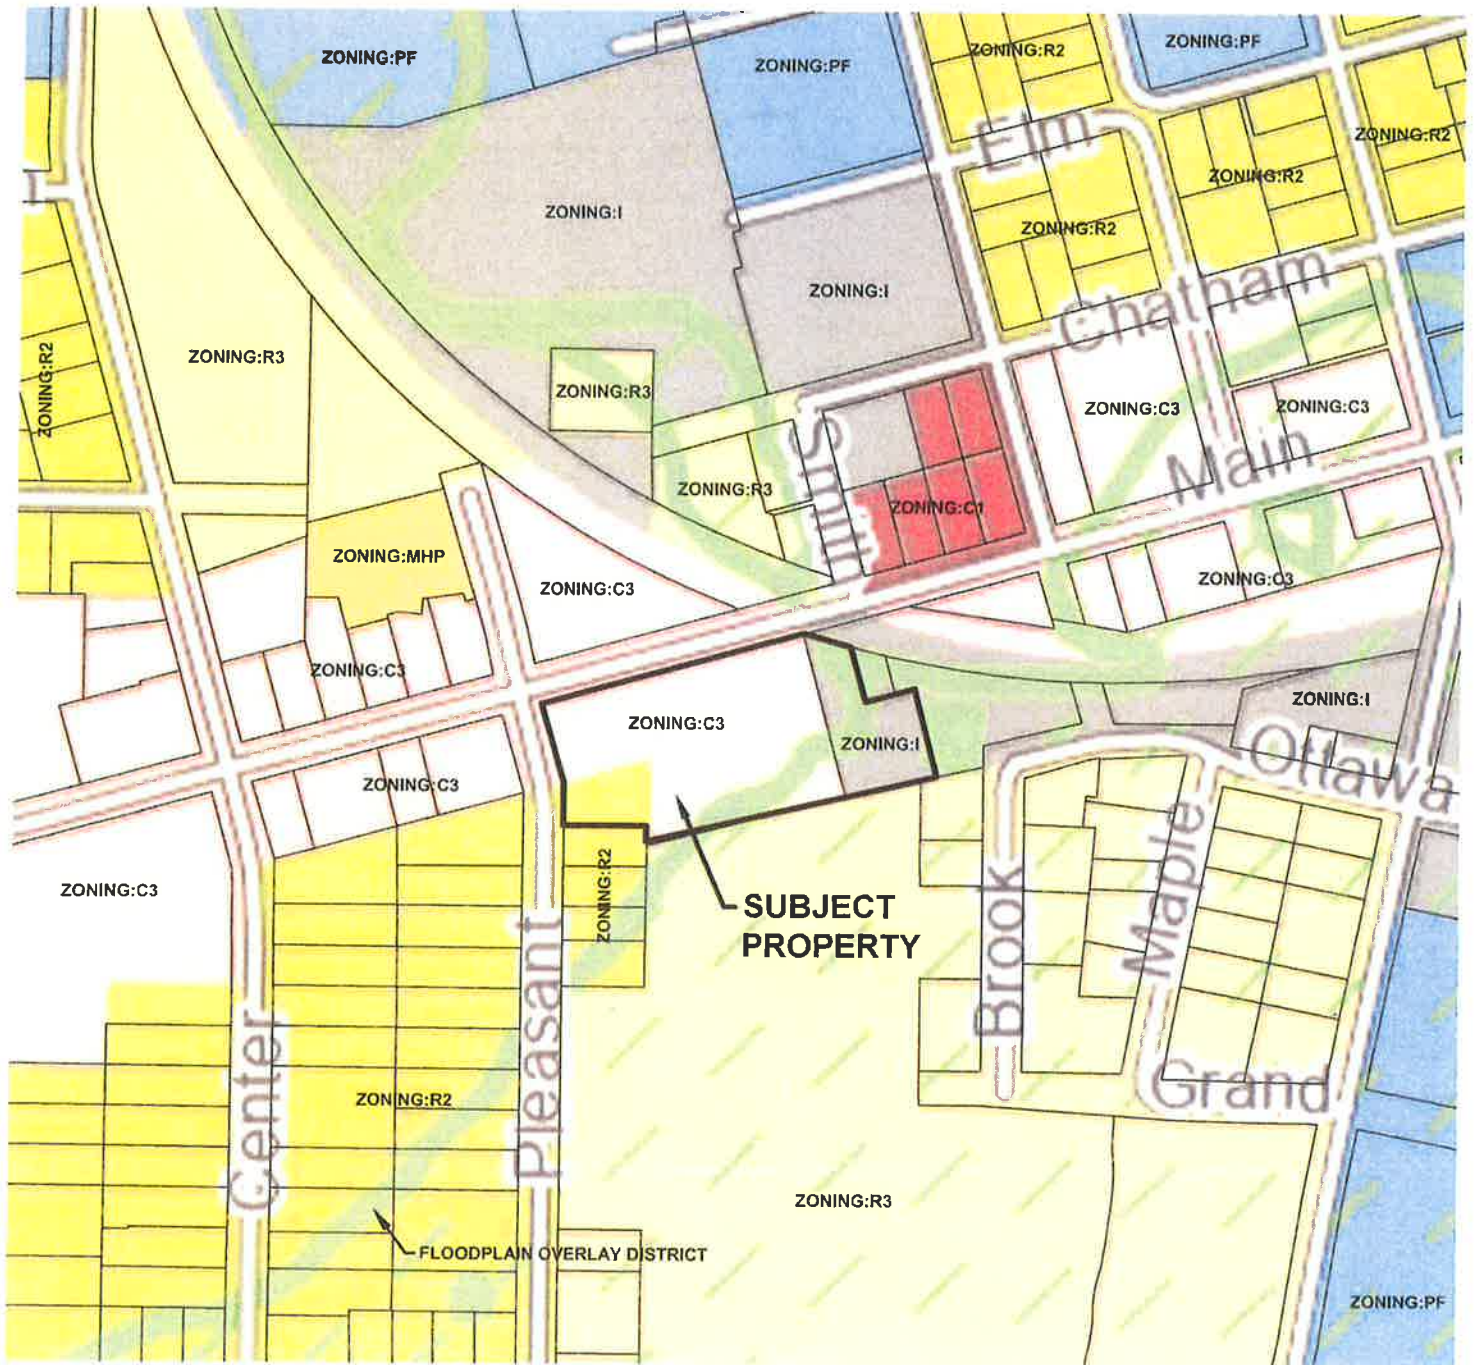 ZONING:PF
ZONING:PF
ZONING:R2
ZONING:PF
Elm
ZONING:R2
ZONING:R2
ZONING:I
ZONING:R2
ZONING:I
Chatham
ZONING:R2
ZONING:R3
ZONING:R3
ZONING:C3
ZONING:C3
Smith
Main
ZONING:R3
ZONING:C1
ZONING:MHP
ZONING:C3
ZONING:C3
ZONING:C3
ZONING:C3
ZONING:I
ZONING:I
Ottawa
ZONING:C3
ZONING:C3
ZONING:R2
SUBJECT
PROPERTY
Brook
Maple
Pleasant
Center
Grand
ZONING:R2
ZONING:R3
FLOODPLAIN OVERLAY DISTRICT
ZONING:PF